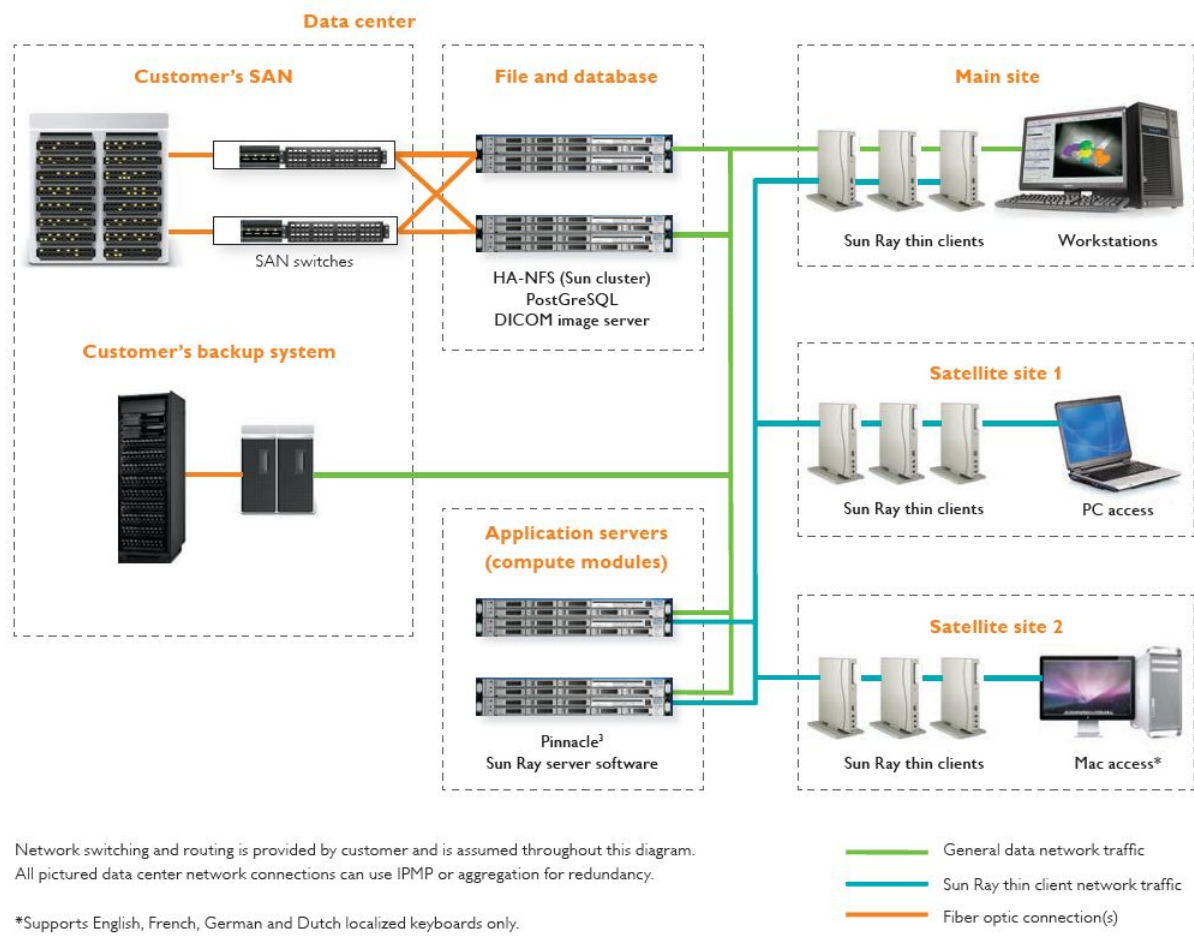 Data center
Customer's SAN
SAN switches
Customer's backup system
File and database
HA-NFS (Sun cluster)
PostGreSQL
DICOM image server
Application servers
(compute modules)
Pinnacle³
Sun Ray server software
Main site
Sun Ray thin clients
Workstations
Satellite site 1
Sun Ray thin clients
PC access
Satellite site 2
Sun Ray thin clients
Mac access*
Network switching and routing is provided by customer and is assumed throughout this diagram.
All pictured data center network connections can use IPMP or aggregation for redundancy.
*Supports English, French, German and Dutch localized keyboards only.
General data network traffic
Sun Ray thin client network traffic
Fiber optic connection(s)